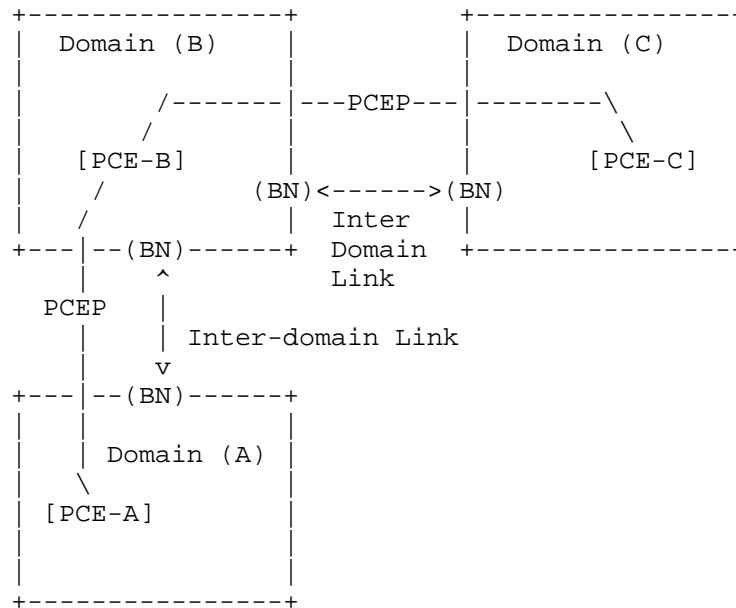 Domain (B) Domain (C)
PCEP
[PCE-B] [PCE-C]
(BN)<------>(BN)
Inter
(BN) Domain
Link
PCEP
Inter-domain Link
(BN)
Domain (A)
[PCE-A]